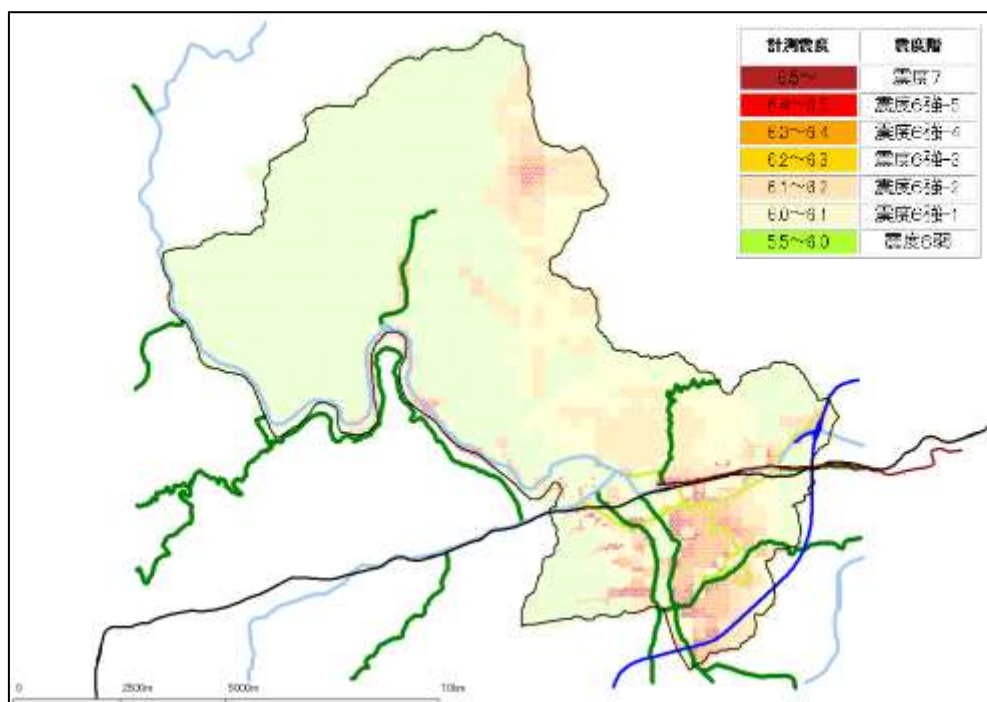 計測震度 震度階
6.5～ 震度7
6.4～6.5 震度6強-5
6.3～6.4 震度6強-4
6.2～6.3 震度6強-3
6.1～6.2 震度6強-2
6.0～6.1 震度6強-1
5.5～6.0 震度6弱
0 2500m 5000m 10km